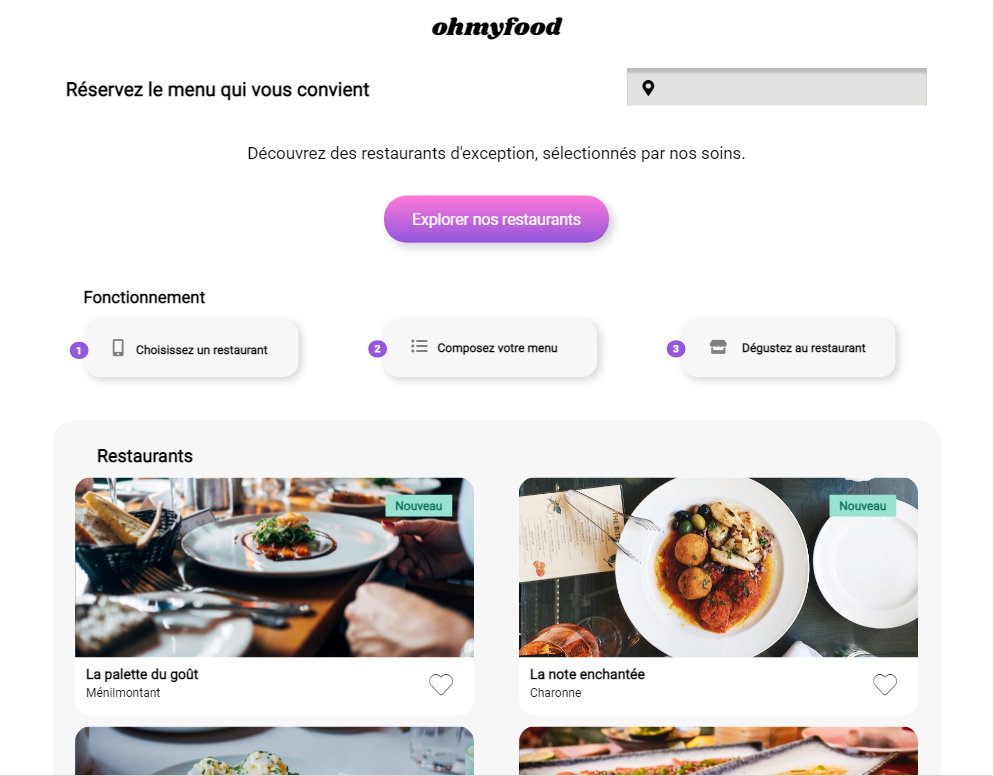 ohmyfood
Réservez le menu qui vous convient
Découvrez des restaurants d'exception, sélectionnés par nos soins.
Explorer nos restaurants
Fonctionnement
1 Choisissez un restaurant
2 Composez votre menu
3 Dégustez au restaurant
Restaurants
Nouveau
Nouveau
La palette du goût
Ménilmontant
La note enchantée
Charonne